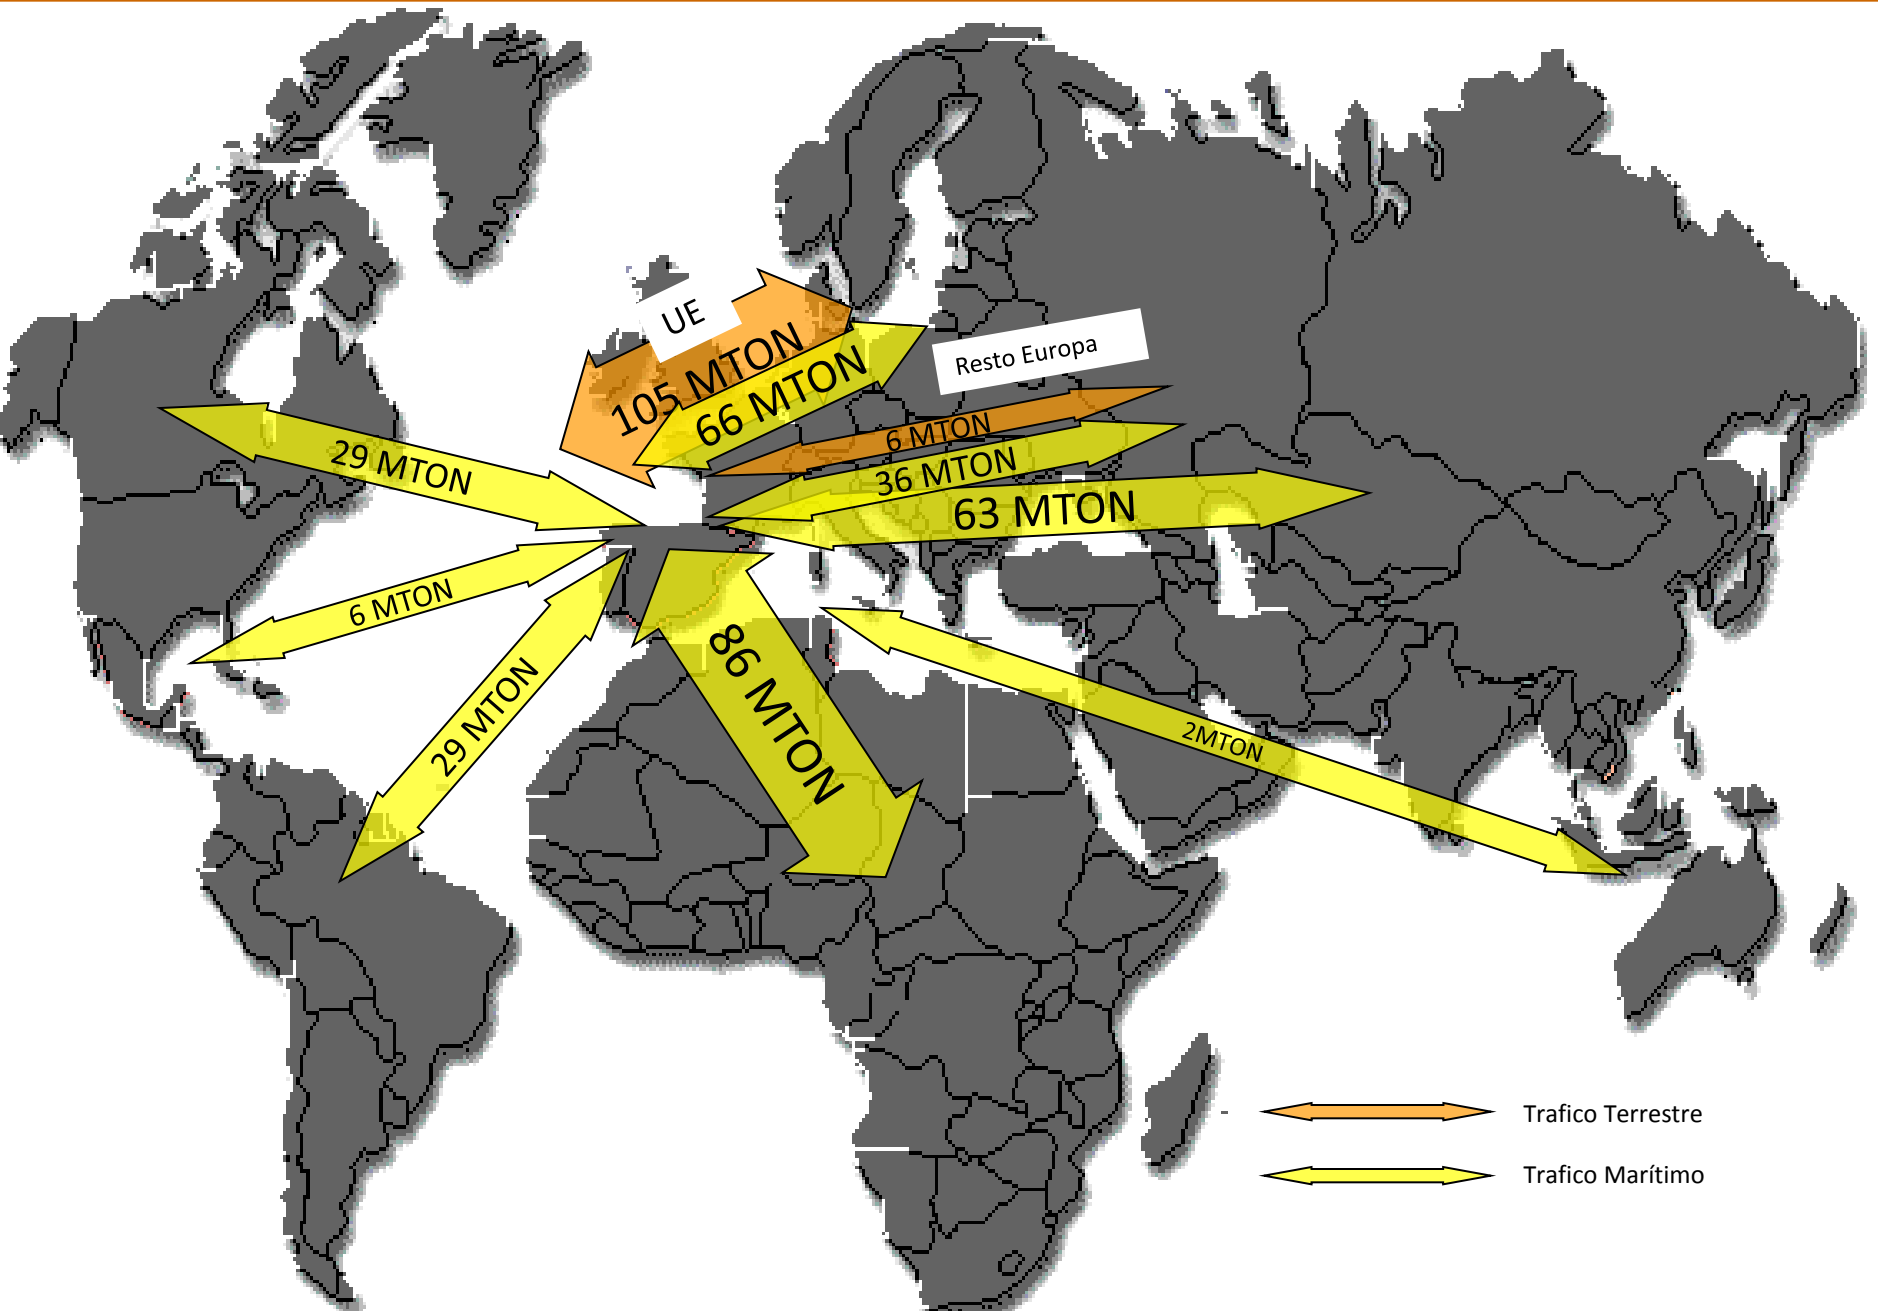 UE
105 MTON
66 MTON
Resto Europa
6 MTON
36 MTON
63 MTON
29 MTON
6 MTON
29 MTON
86 MTON
2MTON
Trafico Terrestre
Trafico Marítimo